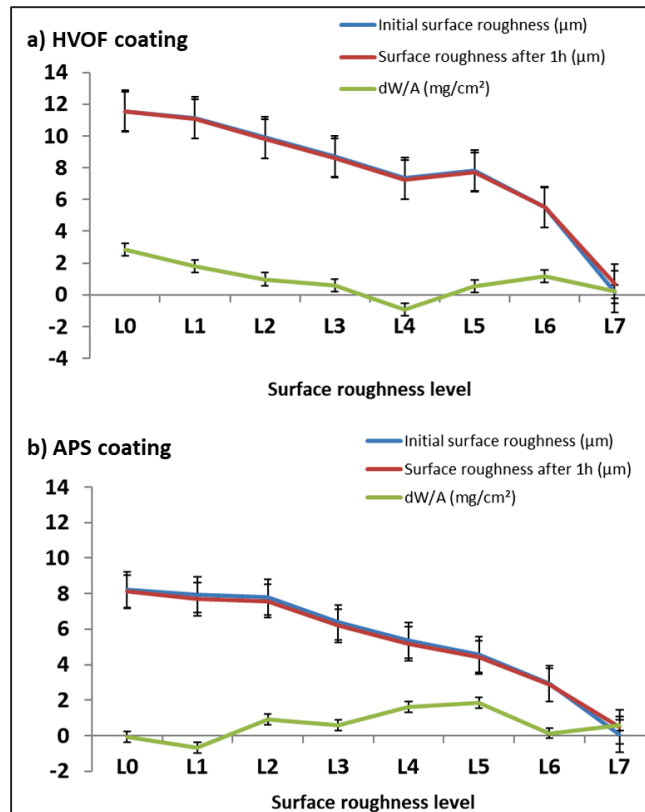 a) HVOF coating
Initial surface roughness (µm)
Surface roughness after 1h (µm)
dW/A (mg/cm²)
14
12
10
8
6
4
2
0
-2
-4
L0 L1 L2 L3 L4 L5 L6 L7
Surface roughness level
b) APS coating
Initial surface roughness (µm)
Surface roughness after 1h (µm)
dW/A (mg/cm²)
14
12
10
8
6
4
2
0
-2
L0 L1 L2 L3 L4 L5 L6 L7
Surface roughness level